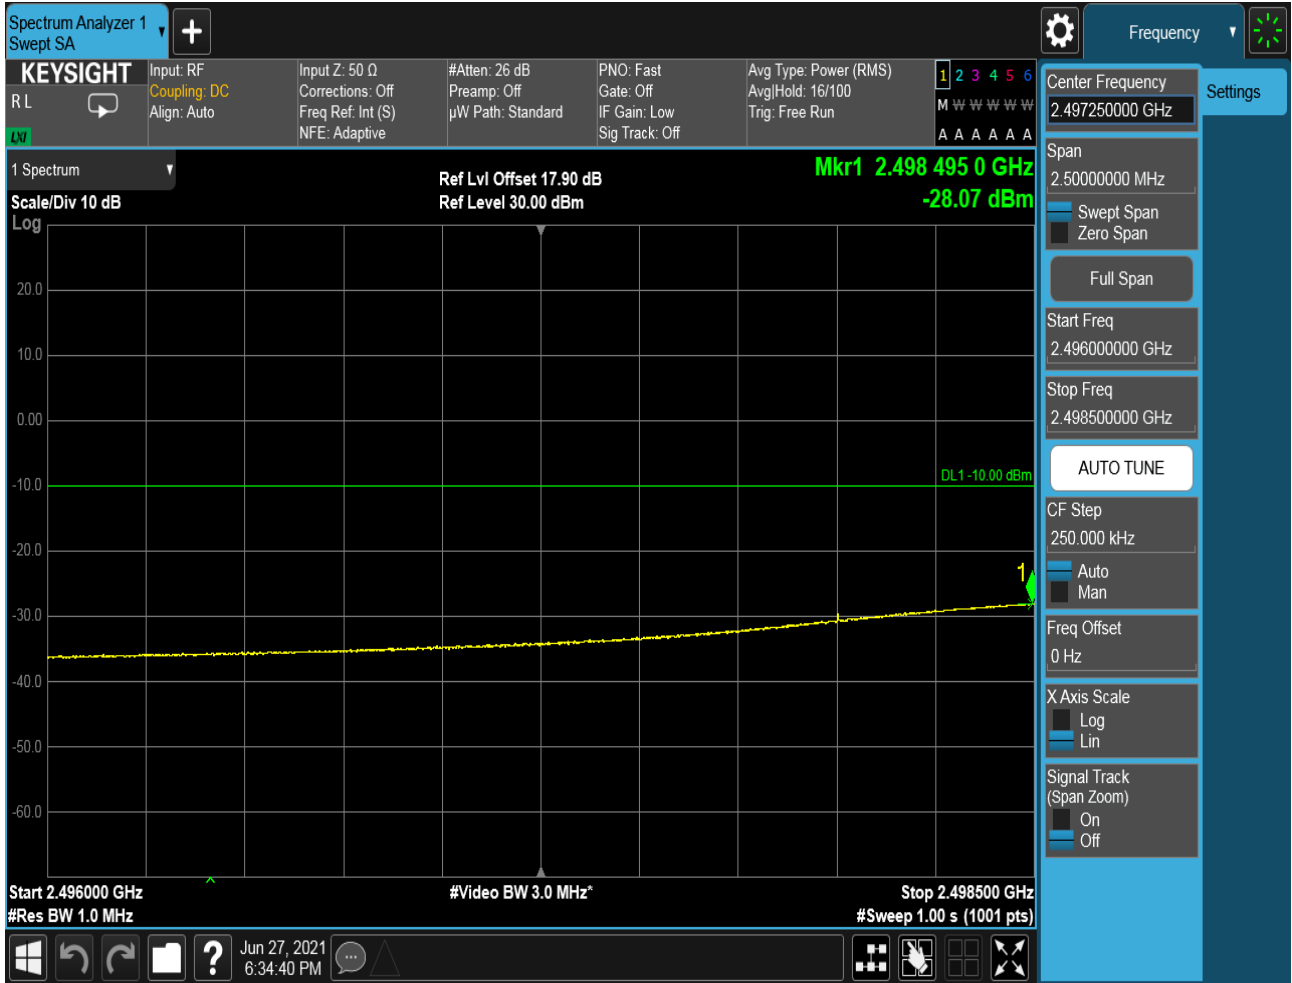 Spectrum Analyzer 1
Swept SA
Frequency
KEYSIGHT
R L
LXI
Input: RF
Coupling: DC
Align: Auto
Input Z: 50 Ω
Corrections: Off
Freq Ref: Int (S)
NFE: Adaptive
#Atten: 26 dB
Preamp: Off
µW Path: Standard
PNO: Fast
Gate: Off
IF Gain: Low
Sig Track: Off
Avg Type: Power (RMS)
Avg|Hold: 16/100
Trig: Free Run
1 2 3 4 5 6
M W W W W W
A A A A A A
1 Spectrum
Scale/Div 10 dB
Log
Ref Lvl Offset 17.90 dB
Ref Level 30.00 dBm
Mkr1 2.498 495 0 GHz
-28.07 dBm
20.0
10.0
0.00
-10.0
-20.0
-30.0
-40.0
-50.0
-60.0
DL1 -10.00 dBm
1
Start 2.496000 GHz
#Res BW 1.0 MHz
#Video BW 3.0 MHz*
Stop 2.498500 GHz
#Sweep 1.00 s (1001 pts)
Jun 27, 2021
6:34:40 PM
Center Frequency
2.497250000 GHz
Settings
Span
2.50000000 MHz
Swept Span
Zero Span
Full Span
Start Freq
2.496000000 GHz
Stop Freq
2.498500000 GHz
AUTO TUNE
CF Step
250.000 kHz
Auto
Man
Freq Offset
0 Hz
X Axis Scale
Log
Lin
Signal Track
(Span Zoom)
On
Off